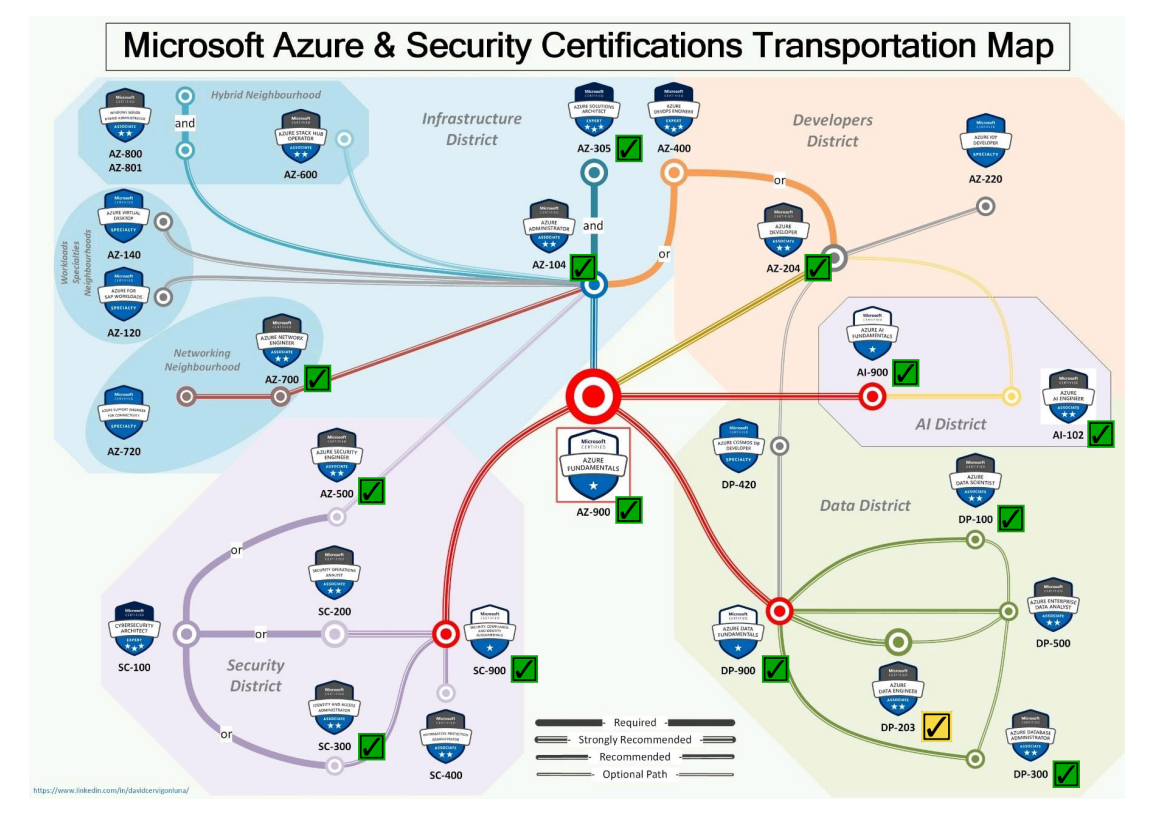 Microsoft Azure & Security Certifications Transportation Map
Hybrid Neighbourhood
Microsoft
CERTIFIED
WINDOWS SERVER
HYBRID ADMINISTRATOR
ASSOCIATE
AZ-800
AZ-801
and
Microsoft
AZURE STACK HUB
OPERATOR
ASSOCIATE
AZ-600
Infrastructure
District
Microsoft
CERTIFIED
AZURE SOLUTIONS
ARCHITECT
EXPERT
AZ-305
Microsoft
CERTIFIED
AZURE
DEVOPS ENGINEER
EXPERT
AZ-400
Developers
District
Microsoft
CERTIFIED
AZURE IOT
DEVELOPER
SPECIALTY
AZ-220
or
Workloads
Specialties
Neighbourhoods
Microsoft
CERTIFIED
AZURE VIRTUAL
DESKTOP
SPECIALTY
AZ-140
Microsoft
CERTIFIED
AZURE FOR
SAP WORKLOADS
SPECIALTY
AZ-120
Microsoft
CERTIFIED
AZURE
ADMINISTRATOR
ASSOCIATE
AZ-104
and
or
Microsoft
CERTIFIED
AZURE
DEVELOPER
ASSOCIATE
AZ-204
Networking
Neighbourhood
Microsoft
CERTIFIED
AZURE NETWORK
ENGINEER
ASSOCIATE
AZ-700
Microsoft
CERTIFIED
AZURE SUPPORT ENGINEER
FOR CONNECTIVITY
SPECIALTY
AZ-720
Microsoft
CERTIFIED
AZURE AI
FUNDAMENTALS
AI-900
AI District
Microsoft
CERTIFIED
AZURE
AI ENGINEER
ASSOCIATE
AI-102
Microsoft
CERTIFIED
AZURE
FUNDAMENTALS
AZ-900
Microsoft
CERTIFIED
AZURE COSMOS DB
DEVELOPER
SPECIALTY
DP-420
Microsoft
CERTIFIED
AZURE SECURITY
ENGINEER
ASSOCIATE
AZ-500
or
Microsoft
CERTIFIED
SECURITY OPERATIONS
ANALYST
ASSOCIATE
SC-200
Microsoft
CERTIFIED
CYBERSECURITY
ARCHITECT
EXPERT
SC-100
or
Microsoft
CERTIFIED
SECURITY COMPLIANCE
AND IDENTITY
FUNDAMENTALS
SC-900
Security
District
or
Microsoft
CERTIFIED
IDENTITY AND ACCESS
ADMINISTRATOR
ASSOCIATE
SC-300
Microsoft
CERTIFIED
INFORMATION PROTECTION
ADMINISTRATOR
ASSOCIATE
SC-400
Data District
Microsoft
CERTIFIED
AZURE
DATA SCIENTIST
ASSOCIATE
DP-100
Microsoft
CERTIFIED
AZURE ENTERPRISE
DATA ANALYST
ASSOCIATE
DP-500
Microsoft
CERTIFIED
AZURE DATA
FUNDAMENTALS
DP-900
Microsoft
CERTIFIED
AZURE
DATA ENGINEER
ASSOCIATE
DP-203
Microsoft
CERTIFIED
AZURE DATABASE
ADMINISTRATOR
ASSOCIATE
DP-300
- Required -
- Strongly Recommended -
- Recommended -
- Optional Path -
https://www.linkedin.com/in/davidcervigonluna/